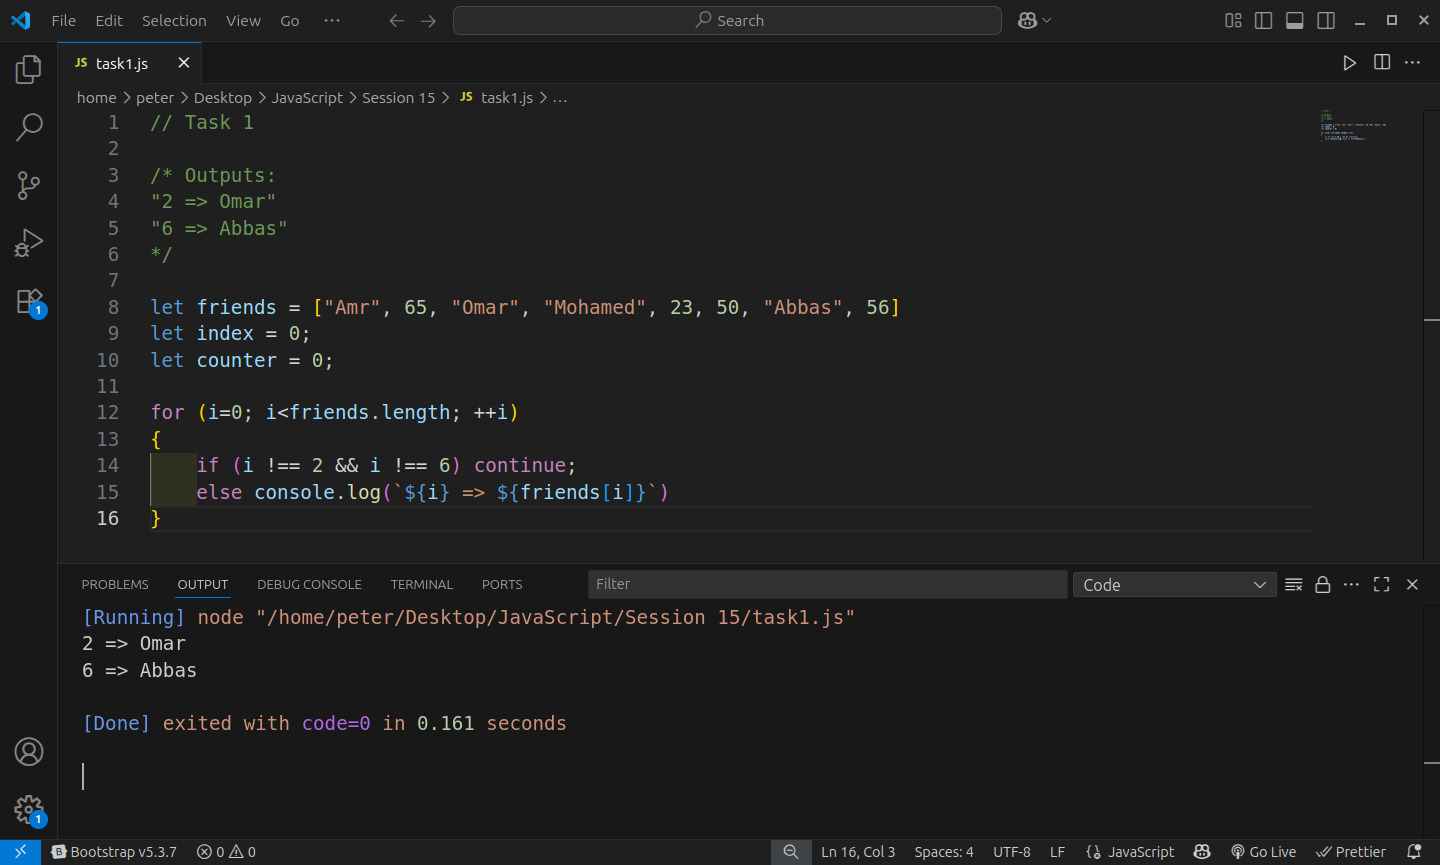 File Edit Selection View Go ··· Search
JS task1.js
home > peter > Desktop > JavaScript > Session 15 > JS task1.js > ...
1 // Task 1
2
3 /* Outputs:
4 "2 => Omar"
5 "6 => Abbas"
6 */
7
8 let friends = ["Amr", 65, "Omar", "Mohamed", 23, 50, "Abbas", 56]
9 let index = 0;
10 let counter = 0;
11
12 for (i=0; i<friends.length; ++i)
13 {
14     if (i !== 2 && i !== 6) continue;
15     else console.log(`${i} => ${friends[i]}`)
16 }
1
PROBLEMS OUTPUT DEBUG CONSOLE TERMINAL PORTS Filter Code
[Running] node "/home/peter/Desktop/JavaScript/Session 15/task1.js"
2 => Omar
6 => Abbas
[Done] exited with code=0 in 0.161 seconds
1
B Bootstrap v5.3.7 0 0 Ln 16, Col 3 Spaces: 4 UTF-8 LF {} JavaScript Go Live Prettier